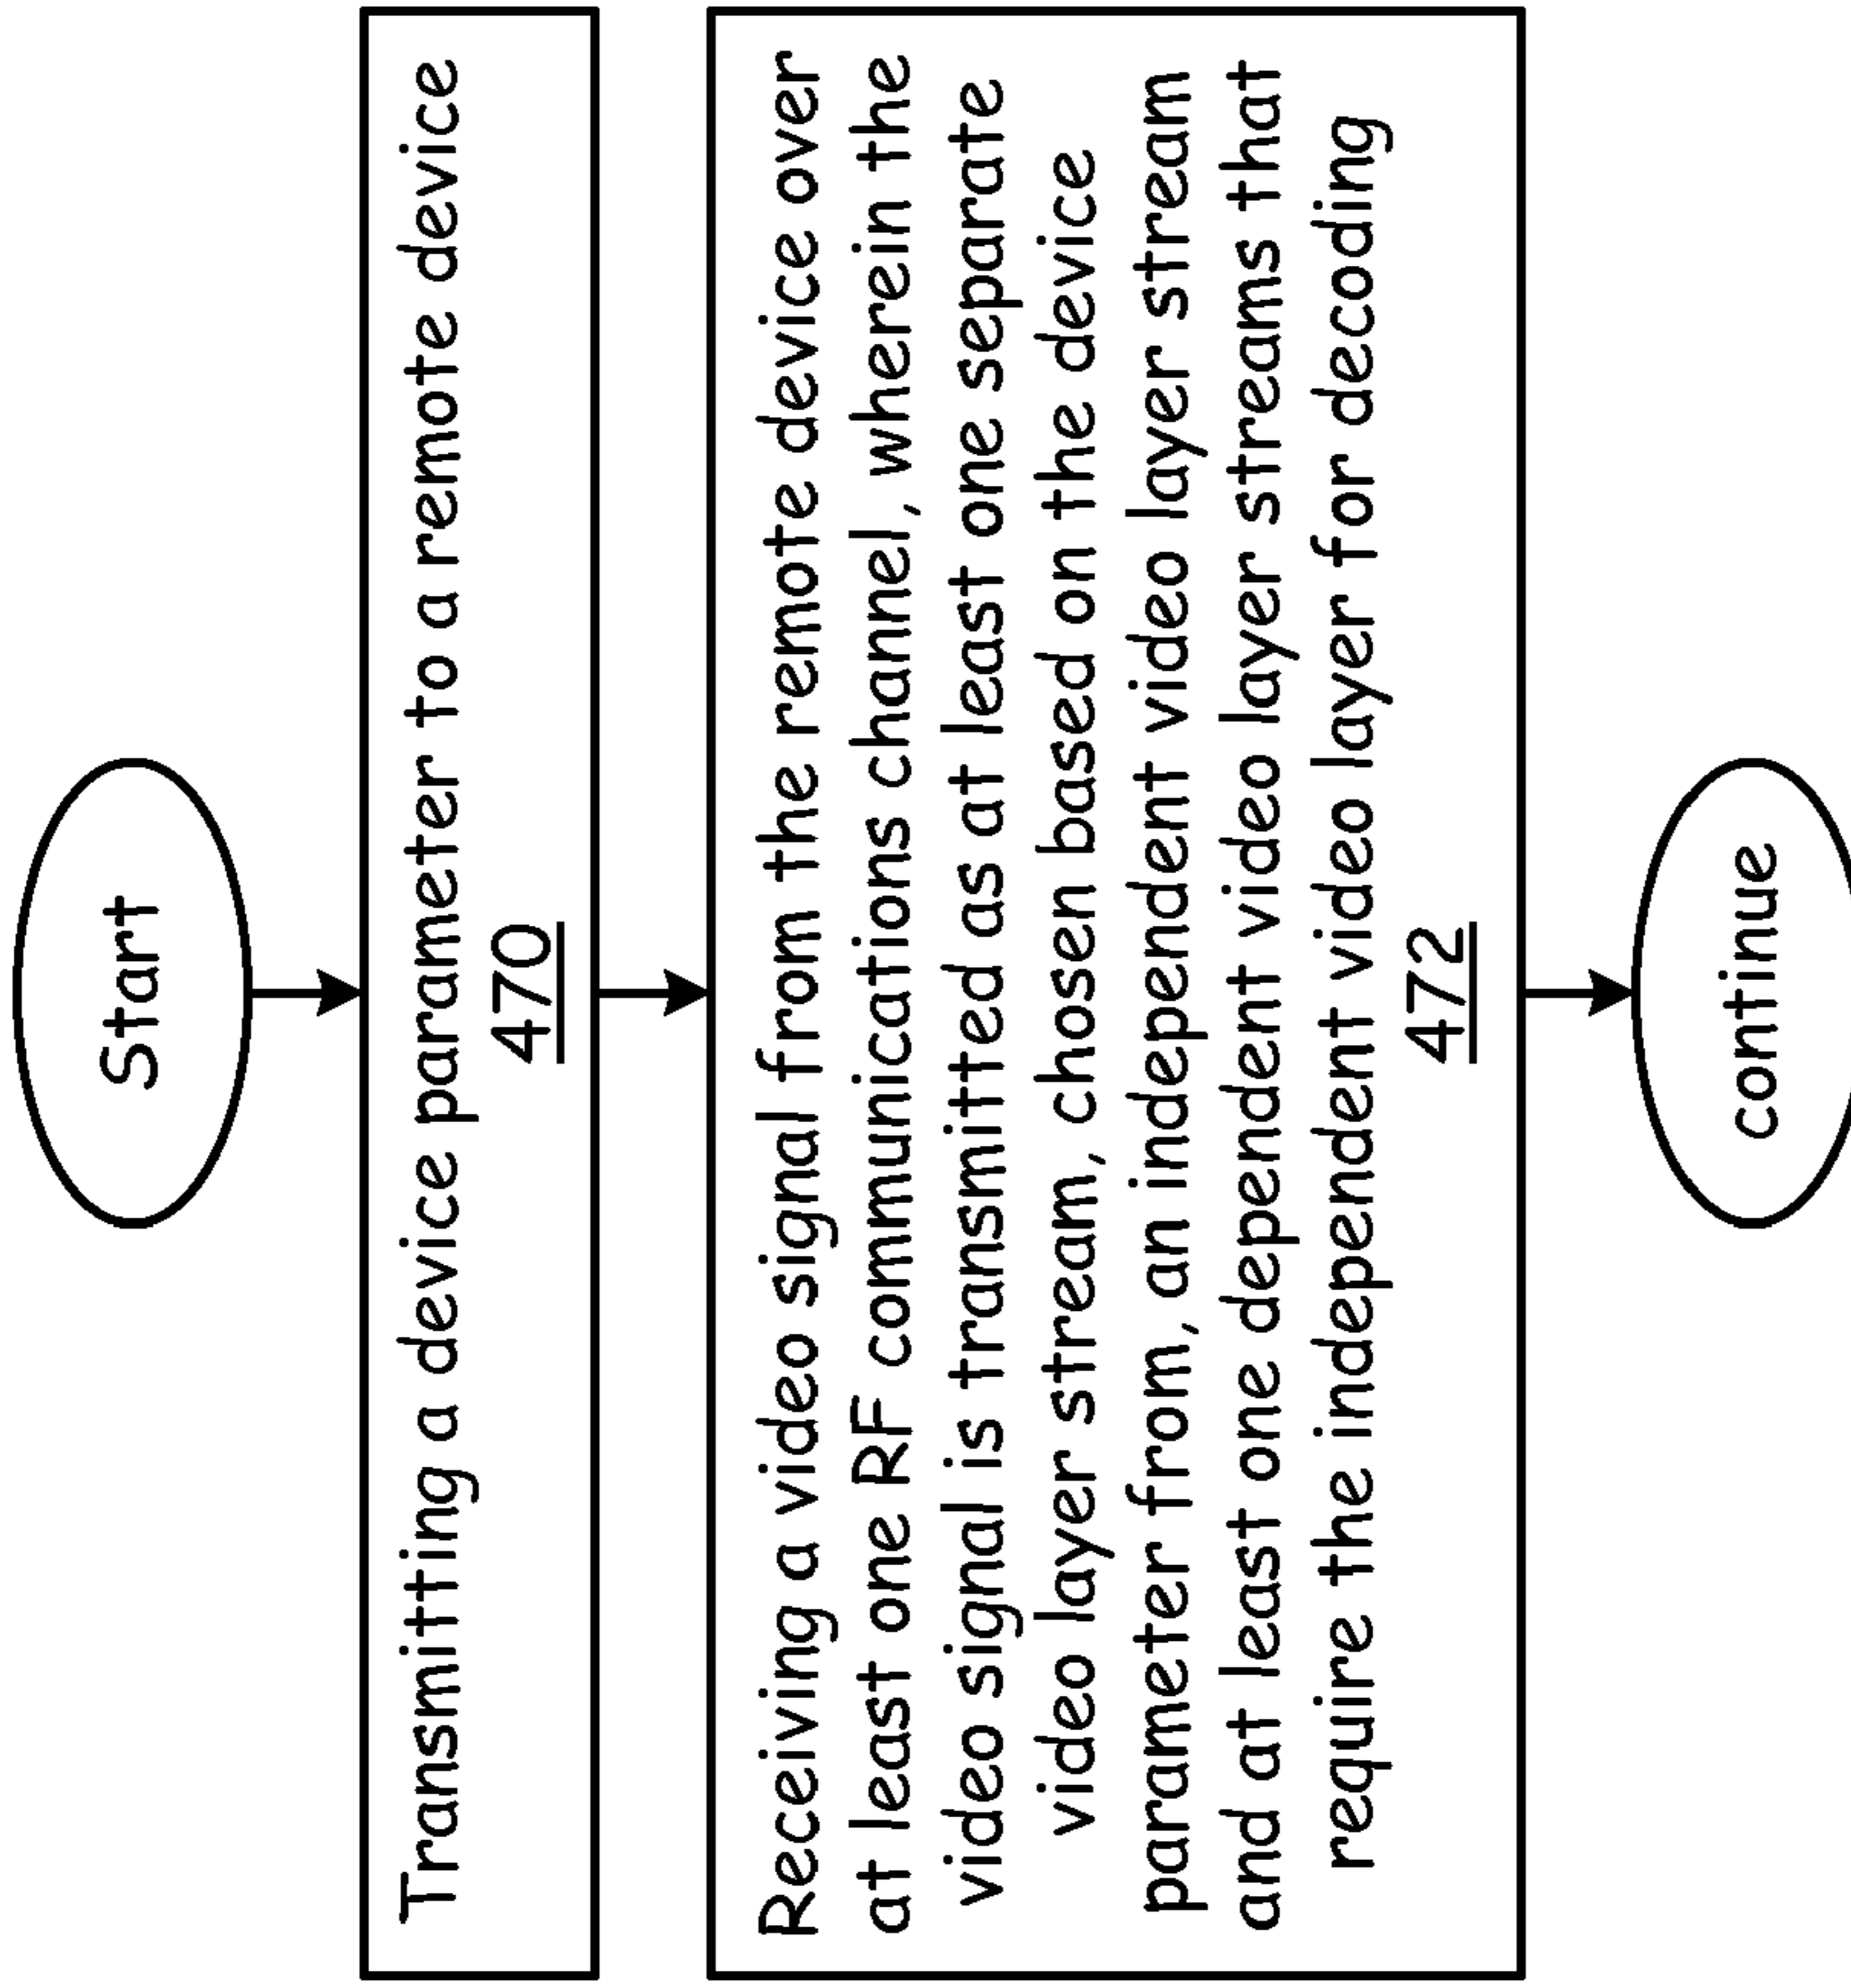 Start
Transmitting a device parameter to a remote device
470
Receiving a video signal from the remote device over
at least one RF communications channel, wherein the
video signal is transmitted as at least one separate
video layer stream, chosen based on the device
parameter from, an independent video layer stream
and at least one dependent video layer streams that
require the independent video layer for decoding
472
continue